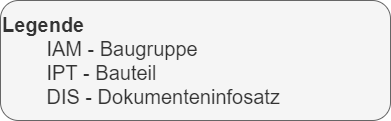 Legende
IAM - Baugruppe
IPT - Bauteil
DIS - Dokumenteninfosatz